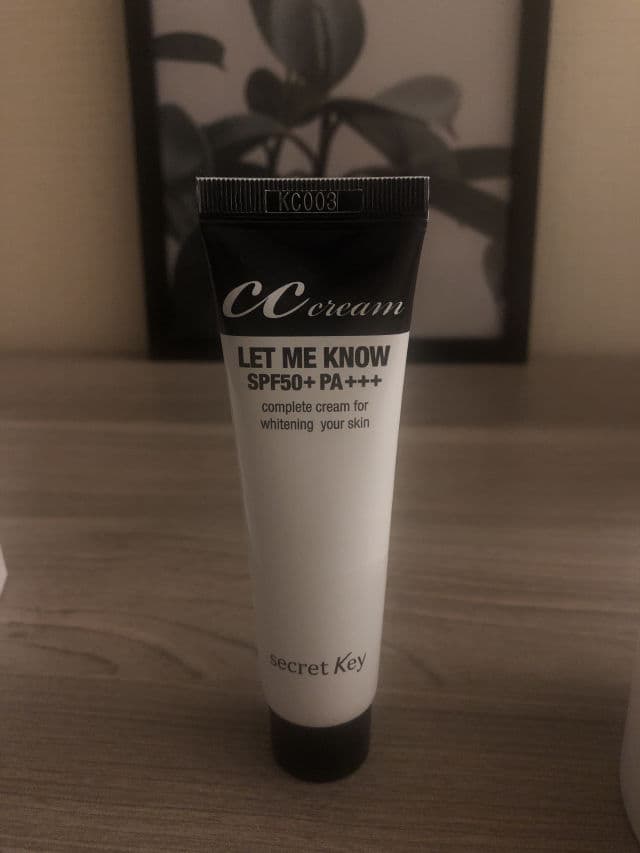 KC003
CC cream
LET ME KNOW
SPF50+ PA+++
complete cream for
whitening your skin
secret Key